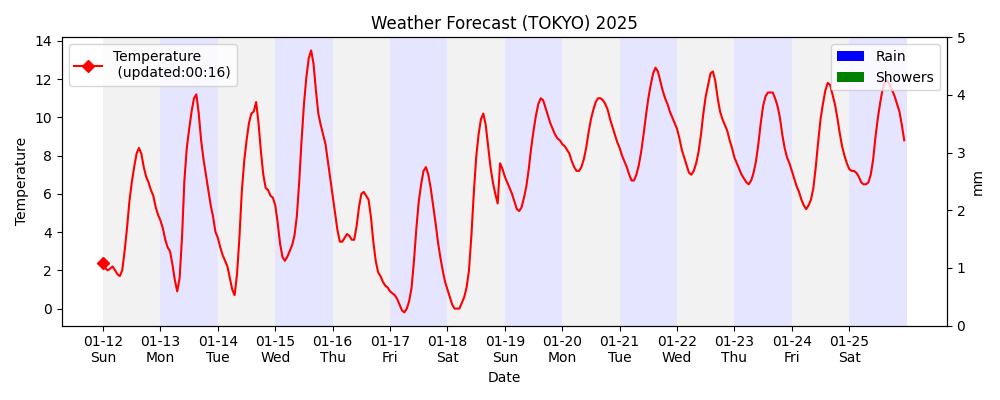 Weather Forecast (TOKYO) 2025
Temperature
(updated:00:16)
Rain
Showers
Temperature
14
12
10
8
6
4
2
0
5
4
3
2
1
0
mm
01-12 01-13 01-14 01-15 01-16 01-17 01-18 01-19 01-20 01-21 01-22 01-23 01-24 01-25
Sun Mon Tue Wed Thu Fri Sat Sun Mon Tue Wed Thu Fri Sat
Date